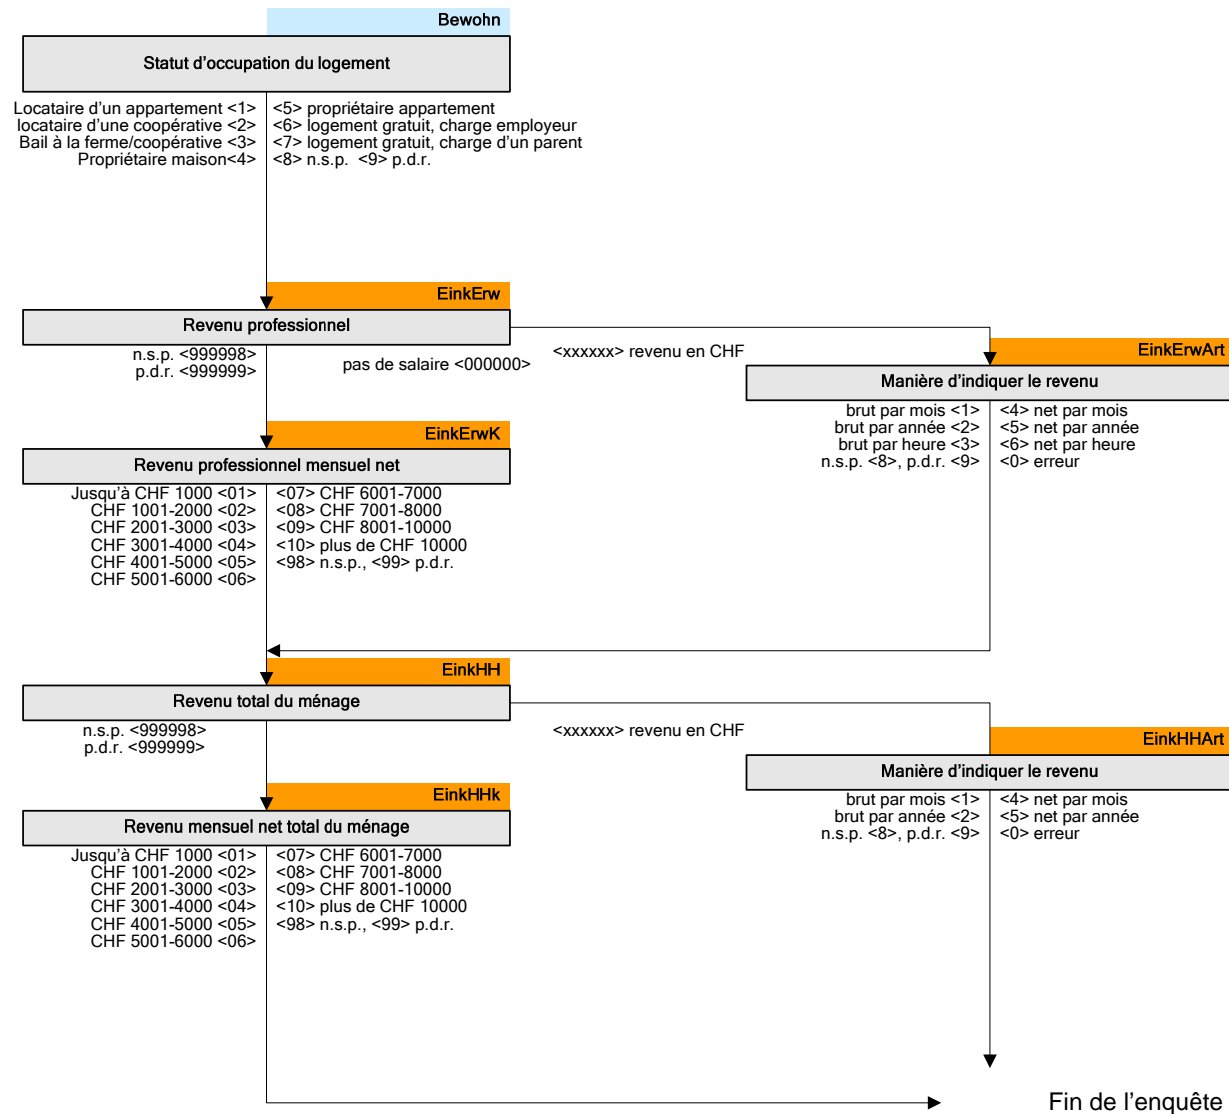 Bewohn
Statut d'occupation du logement
Locataire d'un appartement <1> <5> propriétaire appartement
locataire d'une coopérative <2> <6> logement gratuit, charge employeur
Bail à la ferme/coopérative <3> <7> logement gratuit, charge d'un parent
Propriétaire maison<4> <8> n.s.p. <9> p.d.r.
EinkErw
Revenu professionnel
n.s.p. <999998>
p.d.r. <999999>
pas de salaire <000000>
<xxxxxx> revenu en CHF
EinkErwArt
Manière d'indiquer le revenu
brut par mois <1> <4> net par mois
brut par année <2> <5> net par année
brut par heure <3> <6> net par heure
n.s.p. <8>, p.d.r. <9> <0> erreur
EinkErwK
Revenu professionnel mensuel net
Jusqu'à CHF 1000 <01> <07> CHF 6001-7000
CHF 1001-2000 <02> <08> CHF 7001-8000
CHF 2001-3000 <03> <09> CHF 8001-10000
CHF 3001-4000 <04> <10> plus de CHF 10000
CHF 4001-5000 <05> <98> n.s.p., <99> p.d.r.
CHF 5001-6000 <06>
EinkHH
Revenu total du ménage
n.s.p. <999998>
p.d.r. <999999>
<xxxxxx> revenu en CHF
EinkHHArt
Manière d'indiquer le revenu
brut par mois <1> <4> net par mois
brut par année <2> <5> net par année
n.s.p. <8>, p.d.r. <9> <0> erreur
EinkHHk
Revenu mensuel net total du ménage
Jusqu'à CHF 1000 <01> <07> CHF 6001-7000
CHF 1001-2000 <02> <08> CHF 7001-8000
CHF 2001-3000 <03> <09> CHF 8001-10000
CHF 3001-4000 <04> <10> plus de CHF 10000
CHF 4001-5000 <05> <98> n.s.p., <99> p.d.r.
CHF 5001-6000 <06>
Fin de l'enquête